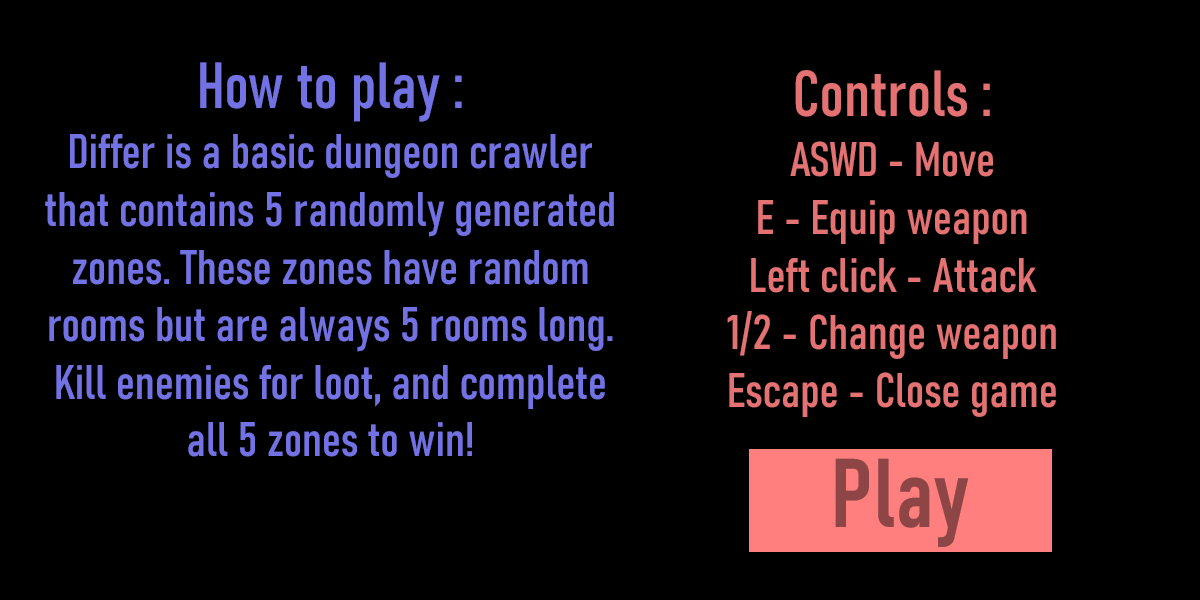 How to play :
Differ is a basic dungeon crawler
that contains 5 randomly generated
zones. These zones have random
rooms but are always 5 rooms long.
Kill enemies for loot, and complete
all 5 zones to win!
Controls :
ASWD - Move
E - Equip weapon
Left click - Attack
1/2 - Change weapon
Escape - Close game
Play